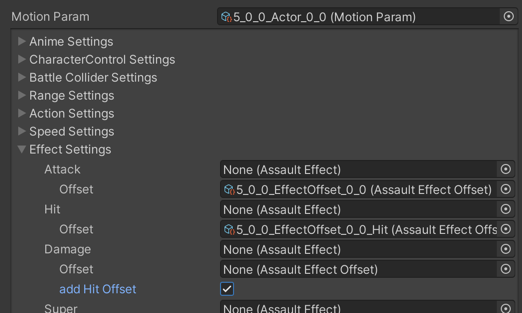 Motion Param
5_0_0_Actor_0_0 (Motion Param)
Anime Settings
CharacterControl Settings
Battle Collider Settings
Range Settings
Action Settings
Speed Settings
Effect Settings
Attack
None (Assault Effect)
Offset
5_0_0_EffectOffset_0_0 (Assault Effect Offset)
Hit
None (Assault Effect)
Offset
5_0_0_EffectOffset_0_0_Hit (Assault Effect Offs
Damage
None (Assault Effect)
Offset
None (Assault Effect Offset)
add Hit Offset
Super
None (Assault Effect)